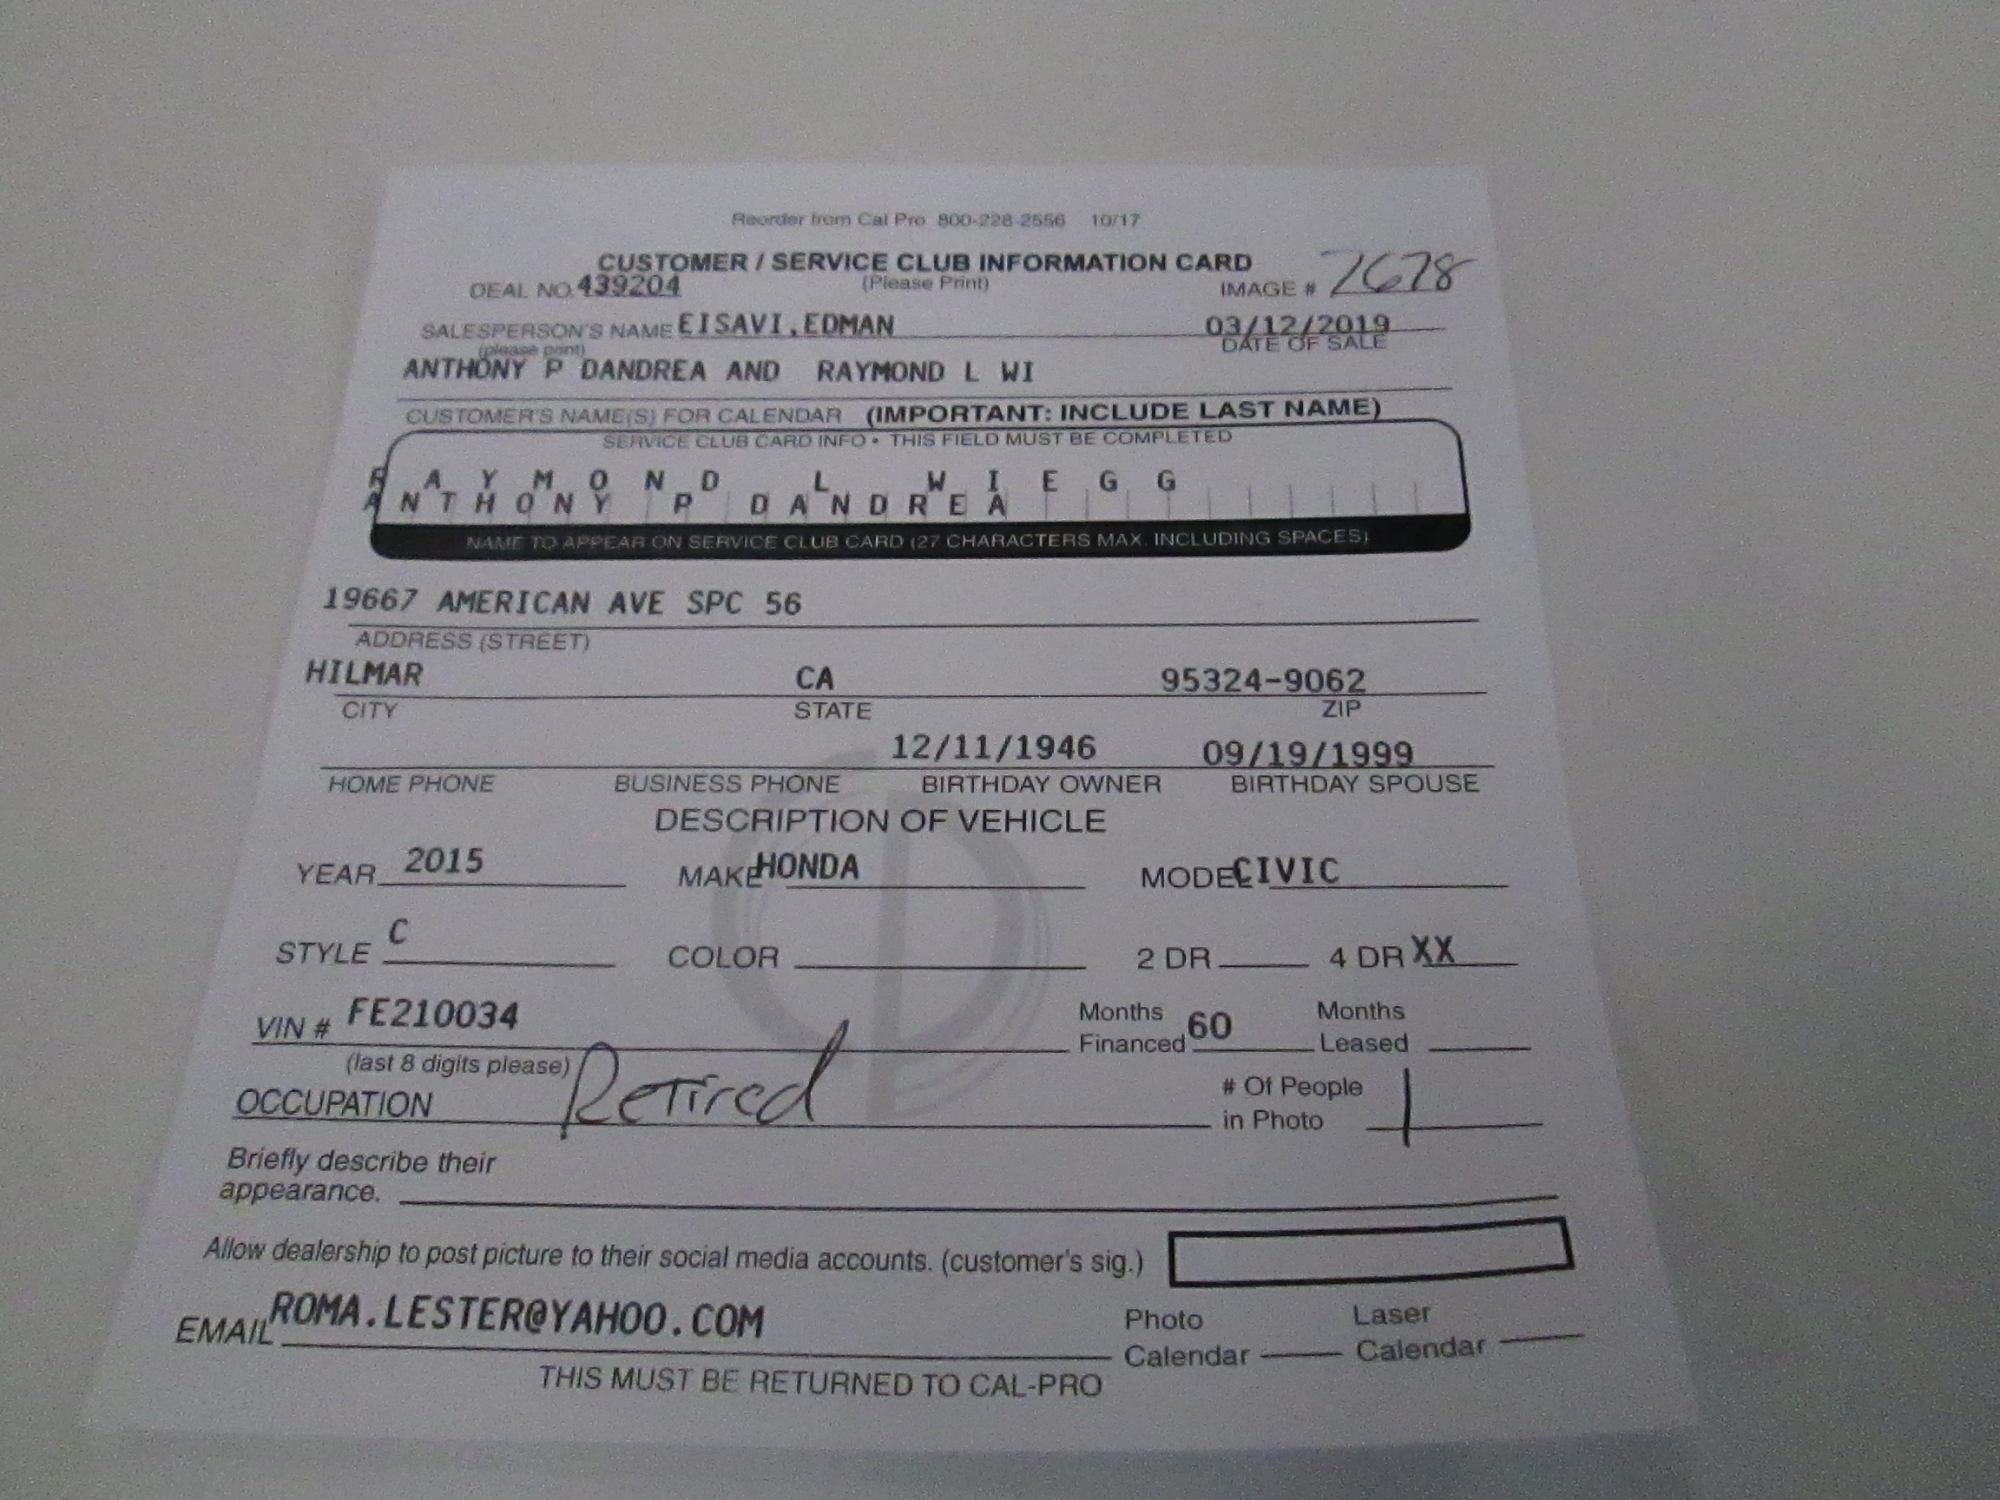 Reorder from Cal Pro 800-228-2556 10/17
CUSTOMER / SERVICE CLUB INFORMATION CARD
DEAL NO. 439204 (Please Print) IMAGE # 7678
SALESPERSON'S NAME EISAVI,EDMAN 03/12/2019
(please print) DATE OF SALE
ANTHONY P DANDREA AND RAYMOND L WI
CUSTOMER'S NAME(S) FOR CALENDAR (IMPORTANT: INCLUDE LAST NAME)
SERVICE CLUB CARD INFO • THIS FIELD MUST BE COMPLETED
RAYMOND L WIEGG
ANTHONY P DANDREA
NAME TO APPEAR ON SERVICE CLUB CARD (27 CHARACTERS MAX. INCLUDING SPACES)
19667 AMERICAN AVE SPC 56
ADDRESS (STREET)
HILMAR CA 95324-9062
CITY STATE ZIP
12/11/1946 09/19/1999
HOME PHONE BUSINESS PHONE BIRTHDAY OWNER BIRTHDAY SPOUSE
DESCRIPTION OF VEHICLE
YEAR 2015 MAKE HONDA MODEL CIVIC
STYLE C COLOR 2 DR 4 DR XX
VIN # FE210034 Months Financed 60 Months Leased
(last 8 digits please)
OCCUPATION Retired # Of People in Photo 1
Briefly describe their
appearance.
Allow dealership to post picture to their social media accounts. (customer's sig.)
EMAIL ROMA.LESTER@YAHOO.COM Photo Calendar Laser Calendar
THIS MUST BE RETURNED TO CAL-PRO